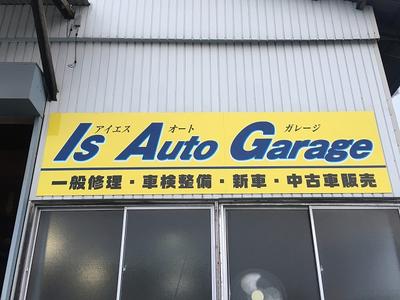 アイエス オート ガレージ
Is Auto Garage
一般修理・車検整備・新車・中古車販売